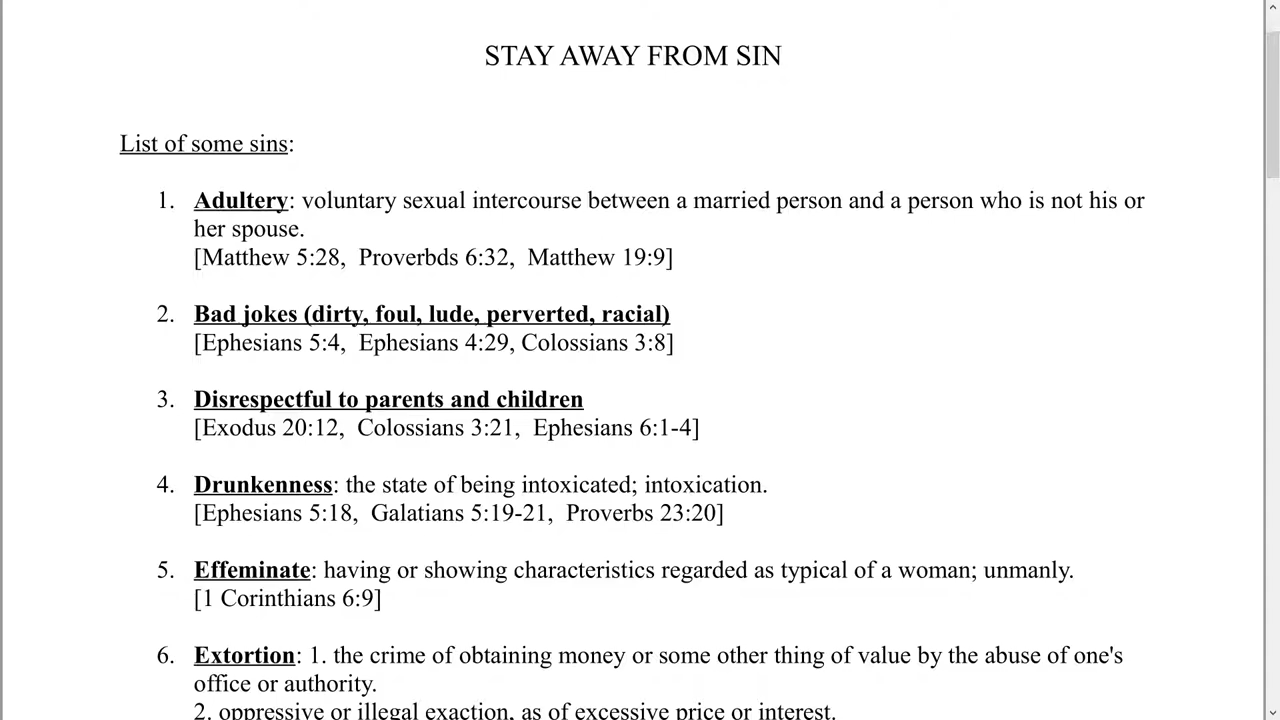 STAY AWAY FROM SIN
List of some sins:
1. Adultery: voluntary sexual intercourse between a married person and a person who is not his or
her spouse.
[Matthew 5:28, Proverbds 6:32, Matthew 19:9]
2. Bad jokes (dirty, foul, lude, perverted, racial)
[Ephesians 5:4, Ephesians 4:29, Colossians 3:8]
3. Disrespectful to parents and children
[Exodus 20:12, Colossians 3:21, Ephesians 6:1-4]
4. Drunkenness: the state of being intoxicated; intoxication.
[Ephesians 5:18, Galatians 5:19-21, Proverbs 23:20]
5. Effeminate: having or showing characteristics regarded as typical of a woman; unmanly.
[1 Corinthians 6:9]
6. Extortion: 1. the crime of obtaining money or some other thing of value by the abuse of one's
office or authority.
2. oppressive or illegal exaction, as of excessive price or interest.